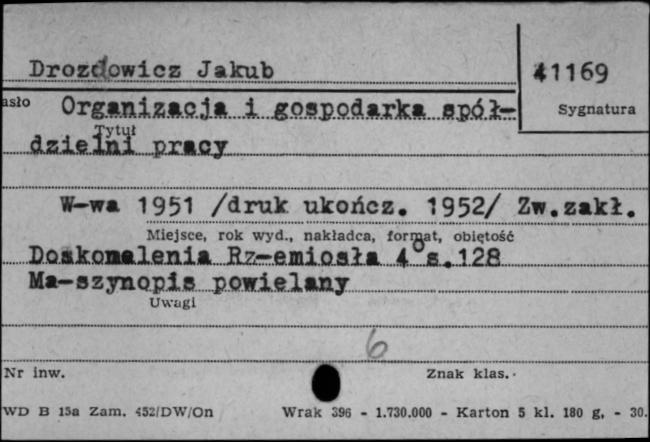 Drozdowicz Jakub
41169
asło
Organizacja i gospodarka spół-
Sygnatura
Tytuł
dzielni pracy
W-wa 1951 /druk ukończ. 1952/ Zw.zakł.
Miejsce, rok wyd., nakładca, format, objętość
Doskonalenia Rz-emiosła 4° s.128
Ma-szynopis powielany
Uwagi
6
Nr inw.
Znak klas.
WD B 15a Zam. 452/DW/On
Wrak 396 - 1.730.000 - Karton 5 kl. 180 g. - 30.